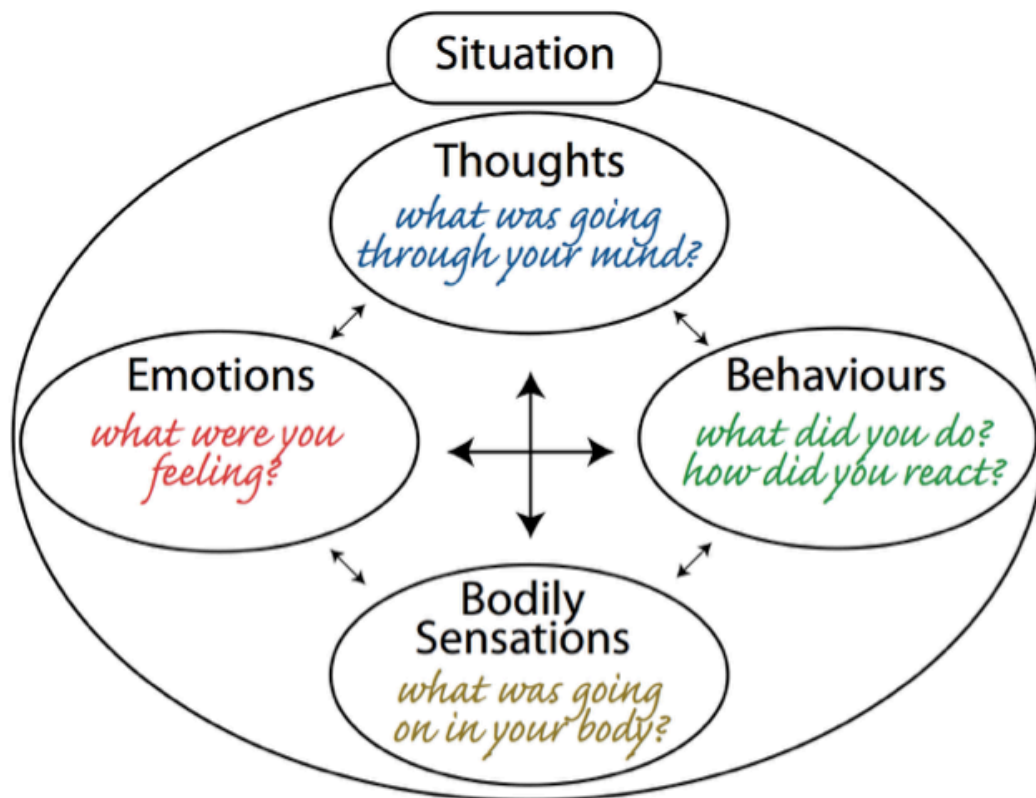 Situation
Thoughts
what was going
through your mind?
Emotions
what were you
feeling?
Behaviours
what did you do?
how did you react?
Bodily
Sensations
what was going
on in your body?